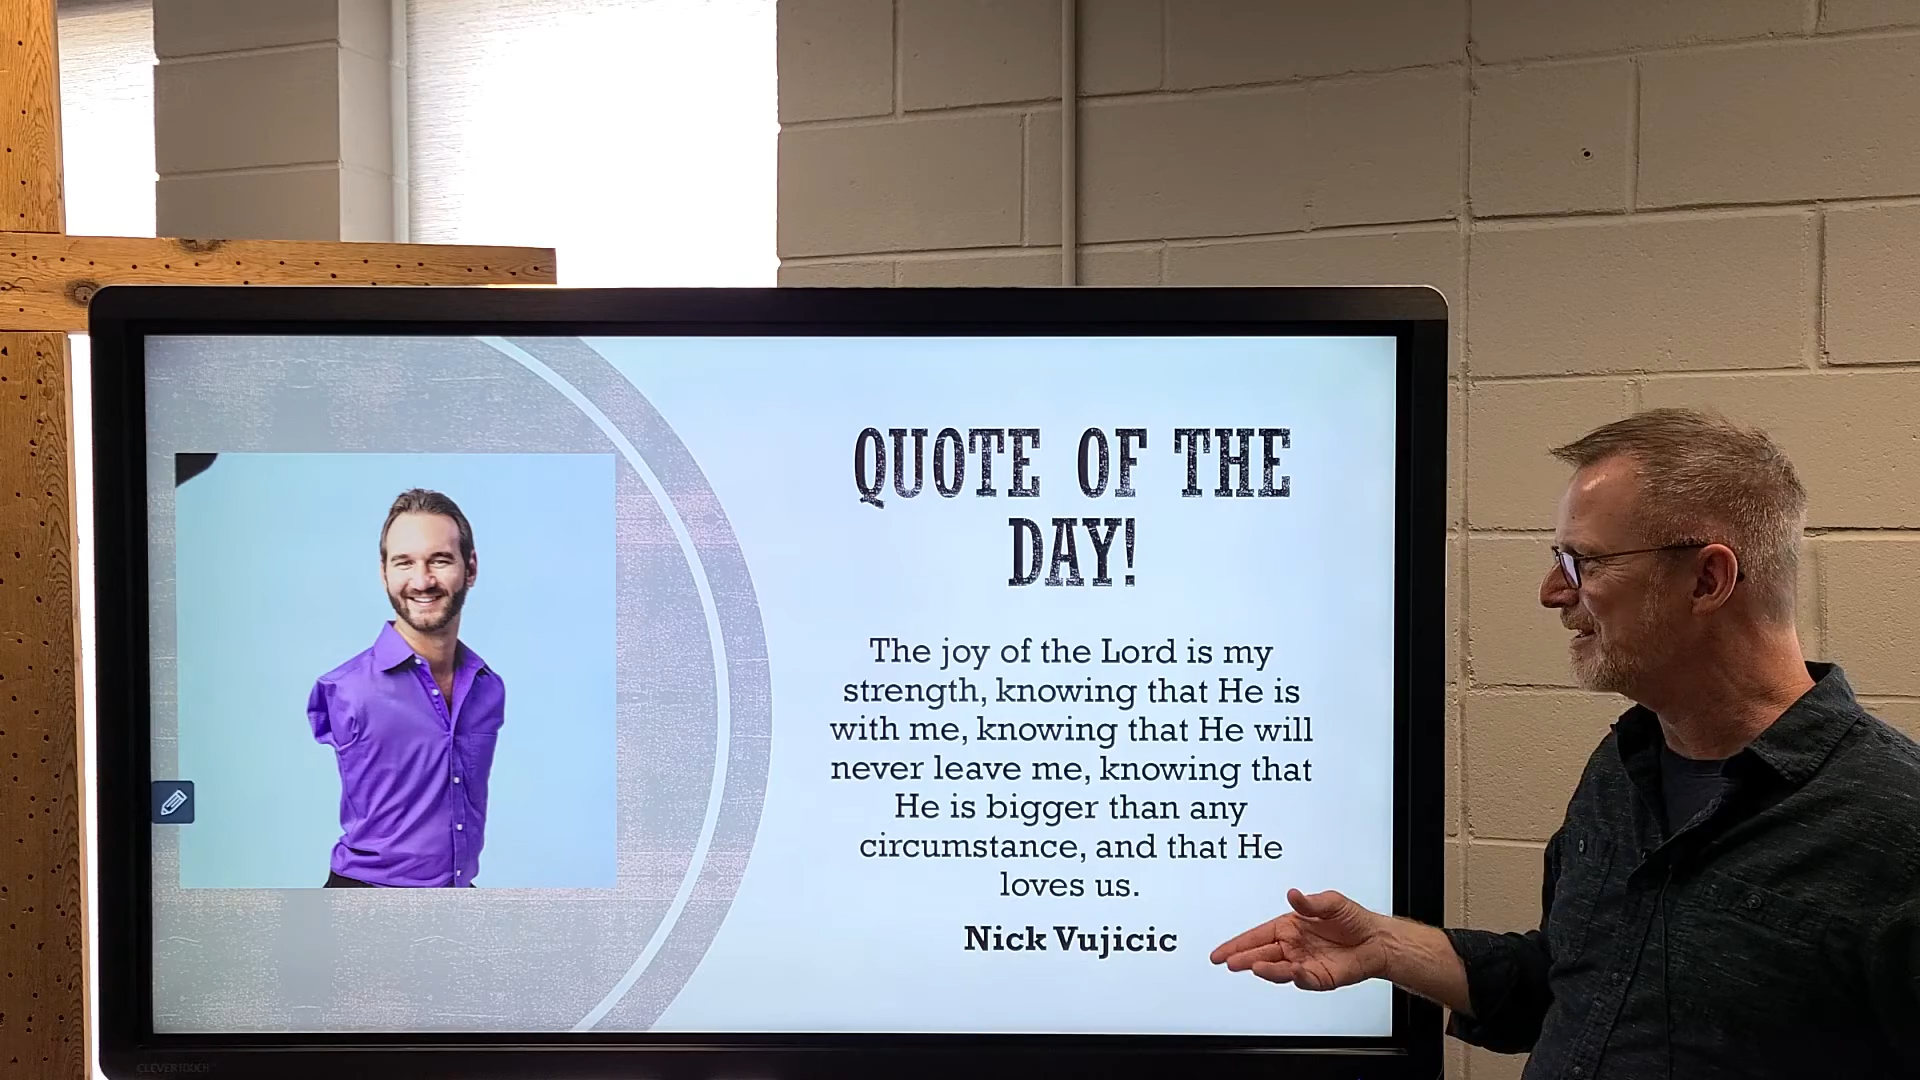 QUOTE OF THE
DAY!
The joy of the Lord is my
strength, knowing that He is
with me, knowing that He will
never leave me, knowing that
He is bigger than any
circumstance, and that He
loves us.
Nick Vujicic
CLEVERTOUCH